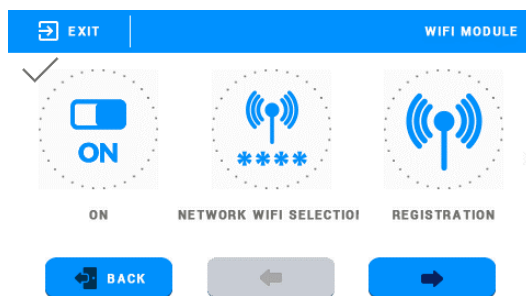 EXIT
WIFI MODULE
ON
****
ON
NETWORK WIFI SELECTIO
REGISTRATION
BACK